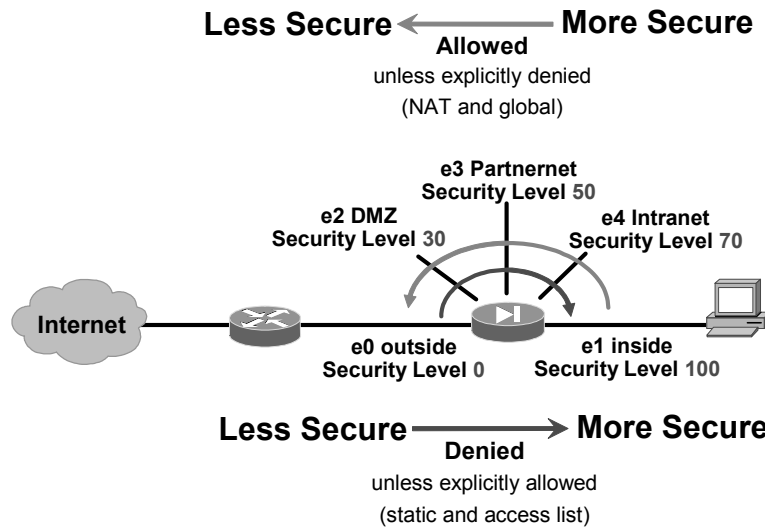 Less Secure More Secure
Allowed
unless explicitly denied
(NAT and global)
e3 Partnernet
Security Level 50
e2 DMZ
Security Level 30
e4 Intranet
Security Level 70
Internet
e0 outside
Security Level 0
e1 inside
Security Level 100
Less Secure More Secure
Denied
unless explicitly allowed
(static and access list)